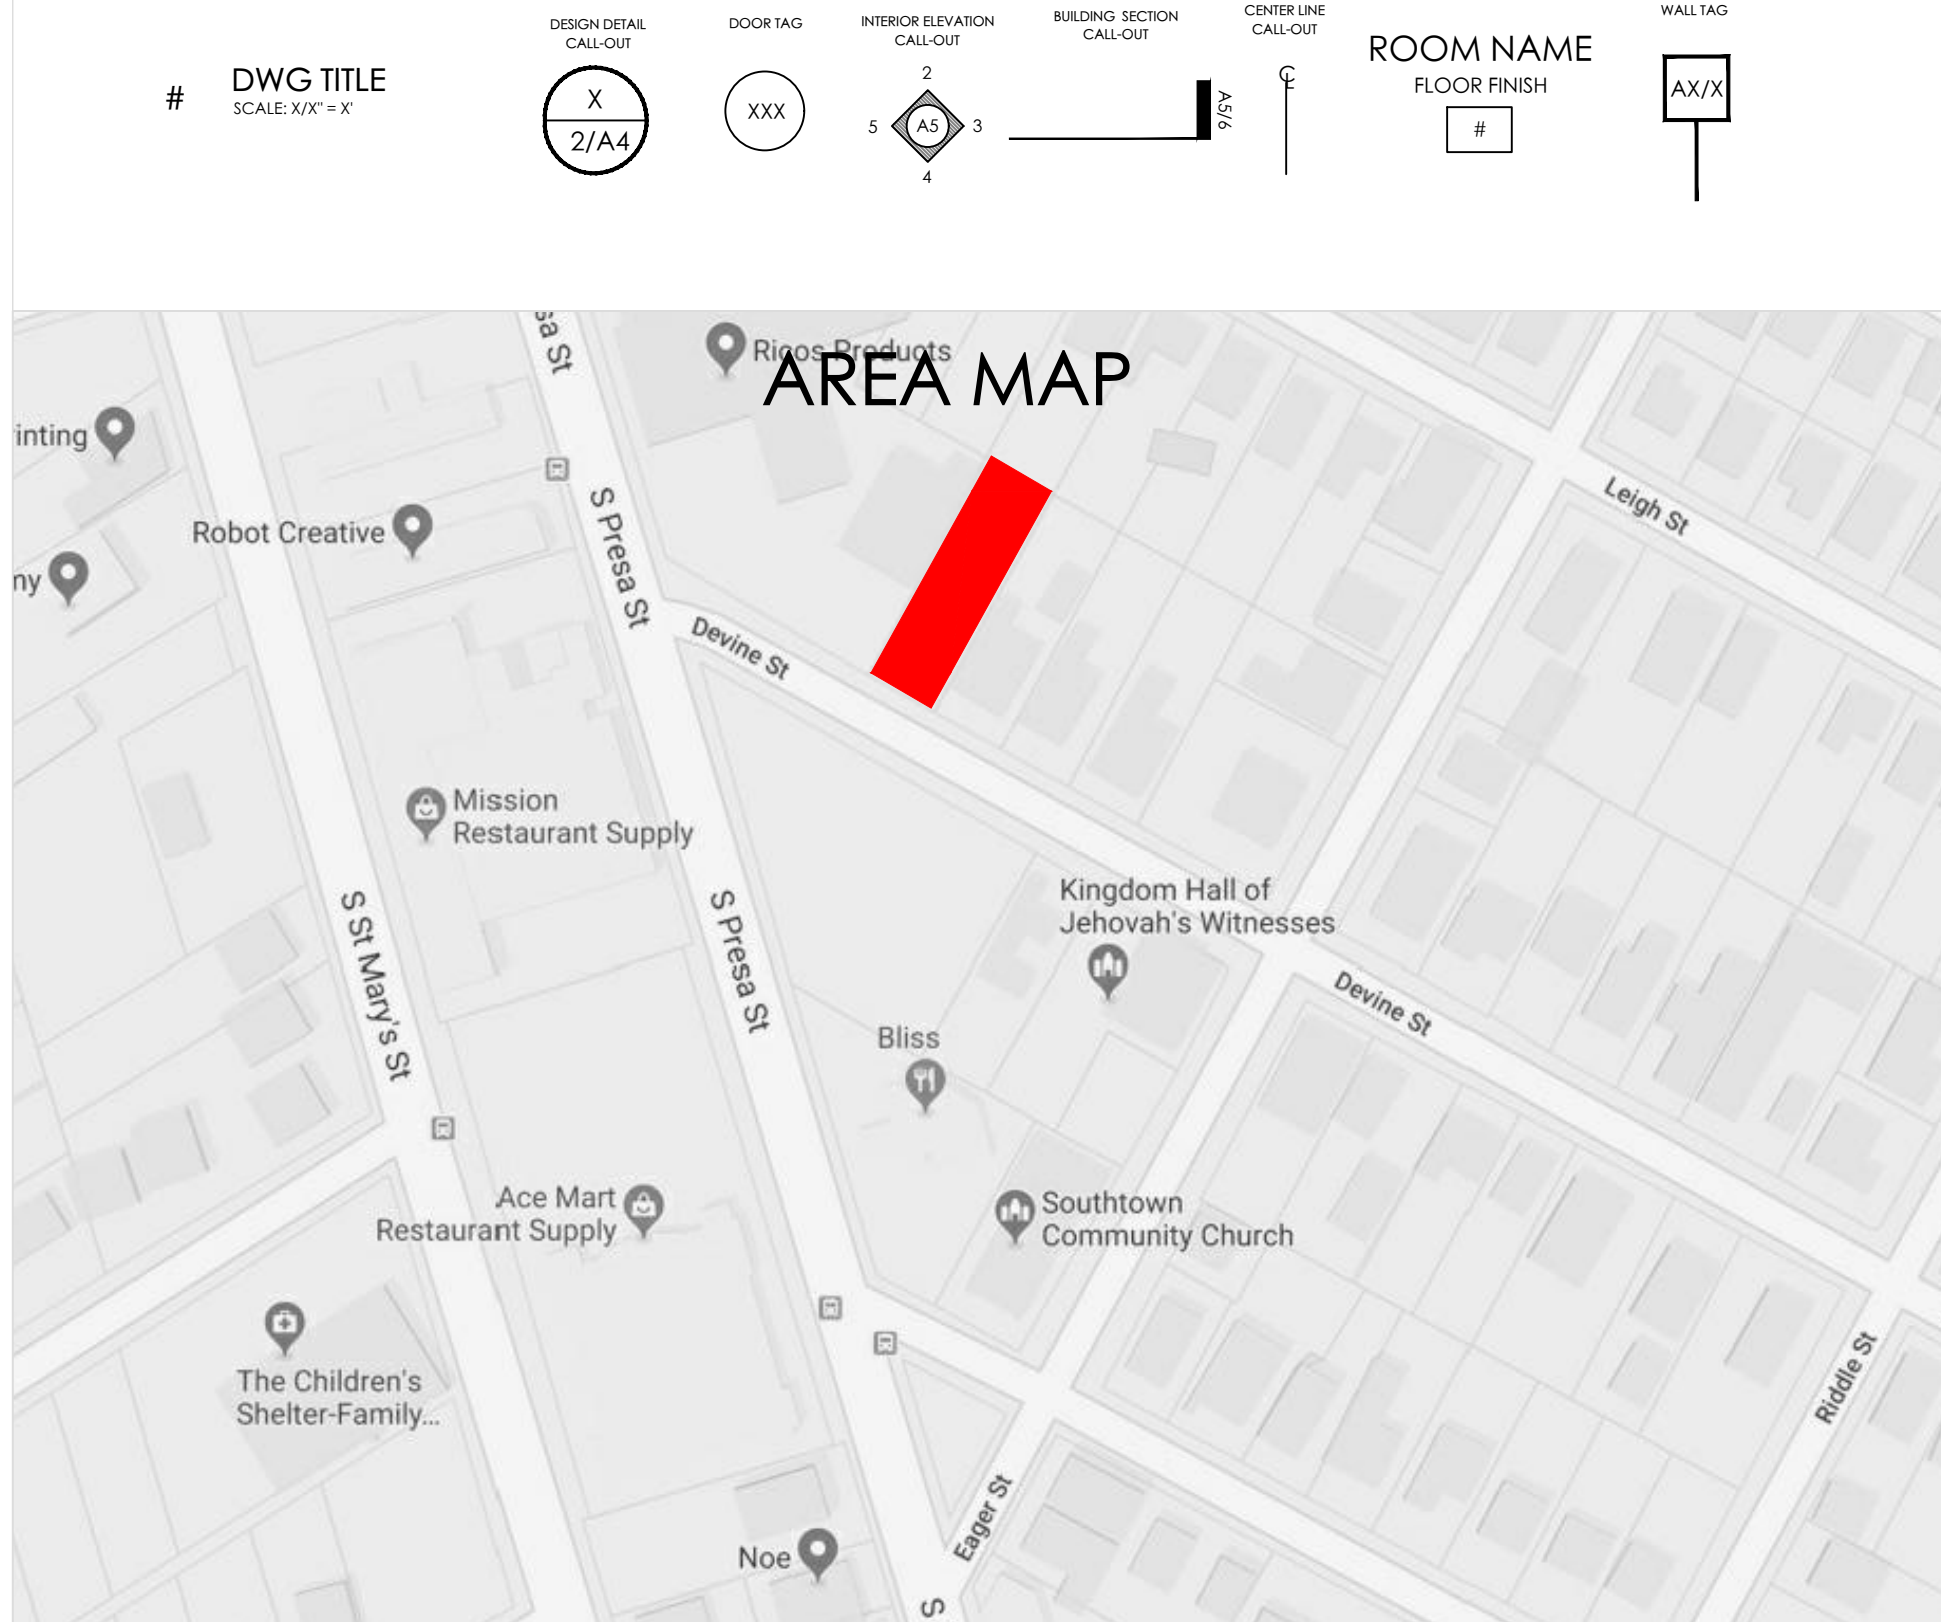 #
DWG TITLE
SCALE: X/X" = X'
DESIGN DETAIL
CALL-OUT
X
2/A4
DOOR TAG
XXX
INTERIOR ELEVATION
CALL-OUT
2
5
A5
3
4
BUILDING SECTION
CALL-OUT
A5/6
CENTER LINE
CALL-OUT
CL
ROOM NAME
FLOOR FINISH
#
WALL TAG
AX/X
sa St
Ricos Products
AREA MAP
inting
Robot Creative
ny
S Presa St
Leigh St
Devine St
Mission
Restaurant Supply
S St Mary's St
S Presa St
Kingdom Hall of
Jehovah's Witnesses
Devine St
Bliss
Ace Mart
Restaurant Supply
Southtown
Community Church
The Children's
Shelter-Family...
Riddle St
Eager St
Noe
S